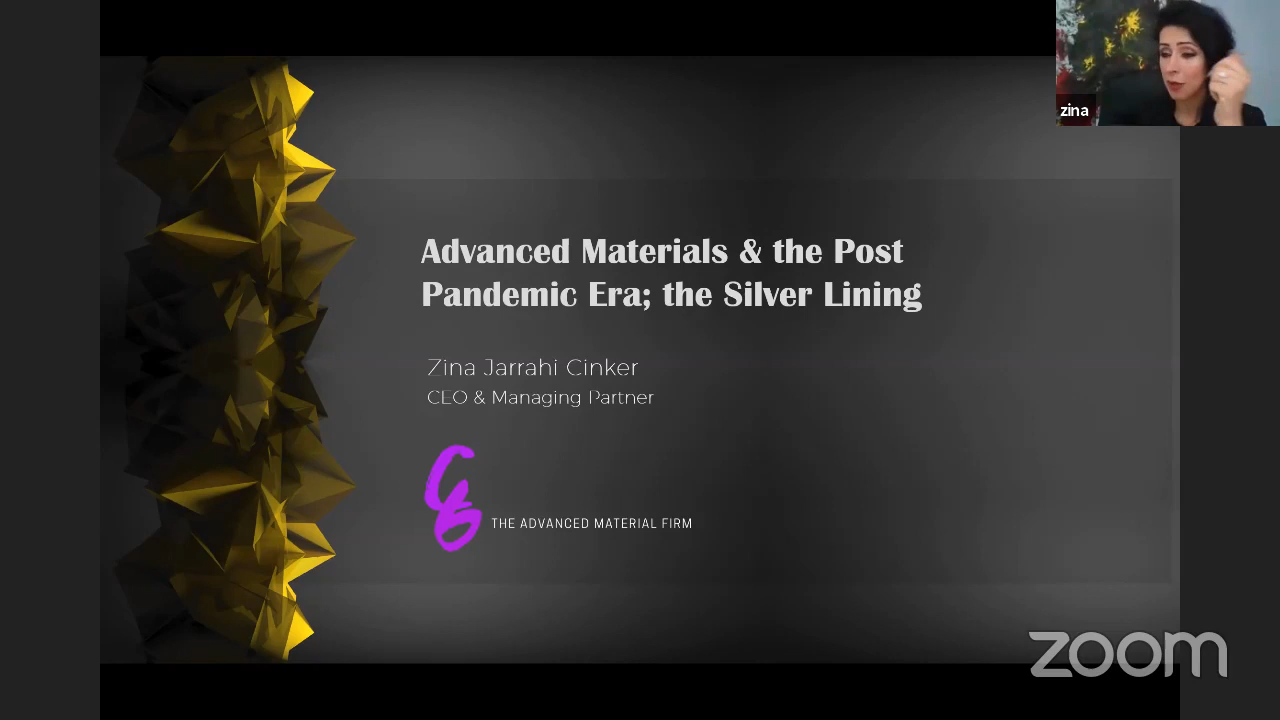 zina
Advanced Materials & the Post
Pandemic Era; the Silver Lining
Zina Jarrahi Cinker
CEO & Managing Partner
THE ADVANCED MATERIAL FIRM
zoom